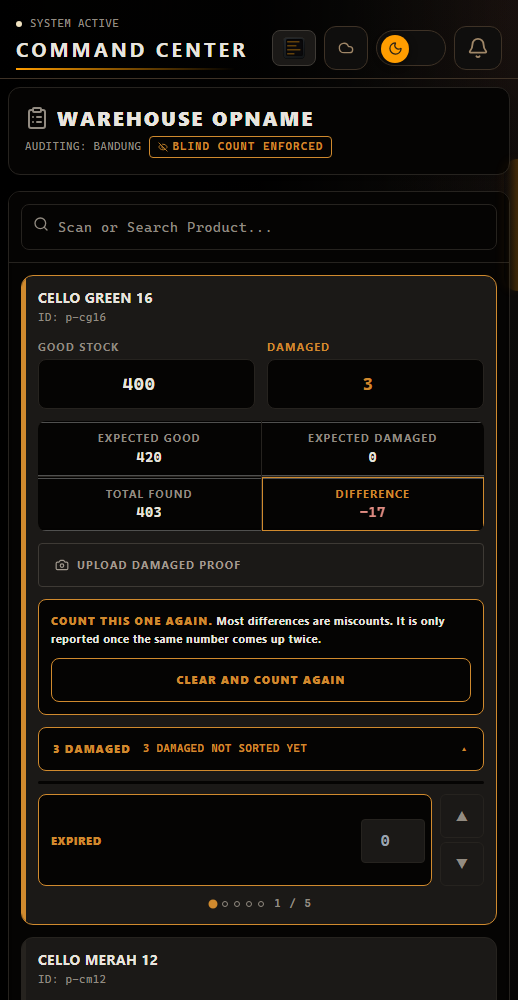 SYSTEM ACTIVE
COMMAND CENTER
WAREHOUSE OPNAME
AUDITING: BANDUNG BLIND COUNT ENFORCED
Scan or Search Product...
CELLO GREEN 16
ID: p-cg16
GOOD STOCK DAMAGED
400 3
EXPECTED GOOD EXPECTED DAMAGED
420 0
TOTAL FOUND DIFFERENCE
403 -17
UPLOAD DAMAGED PROOF
COUNT THIS ONE AGAIN. Most differences are miscounts. It is only
reported once the same number comes up twice.
CLEAR AND COUNT AGAIN
3 DAMAGED 3 DAMAGED NOT SORTED YET ▲
EXPIRED 0 ▲
▼
1 / 5
CELLO MERAH 12
ID: p-cm12